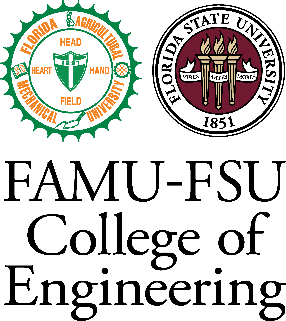 FLORIDA AGRICULTURAL
MECHANICAL UNIVERSITY
HEAD
HEART
HAND
FIELD
FLORIDA STATE UNIVERSITY
1851
FAMU-FSU
College of
Engineering